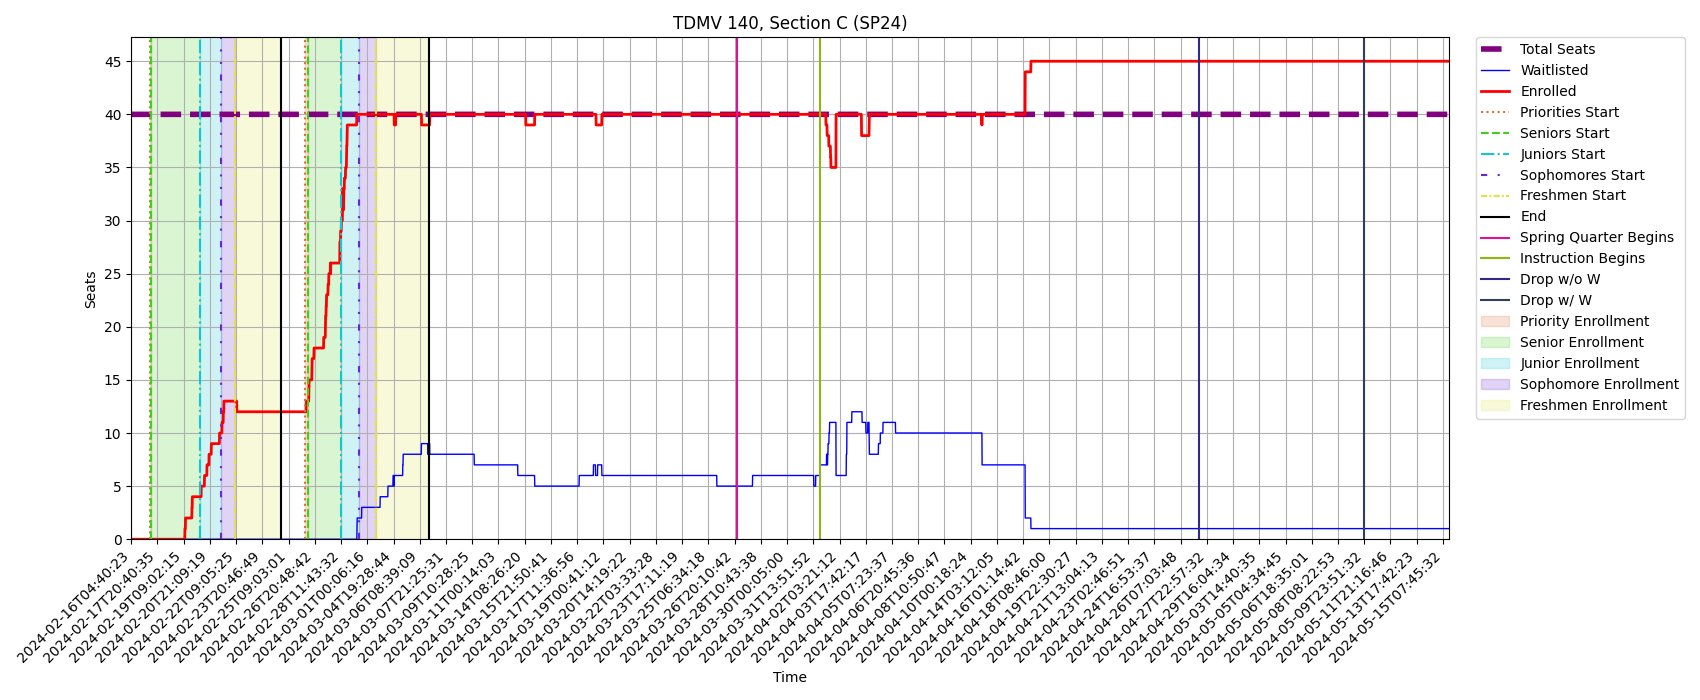 TDMV 140, Section C (SP24)
Total Seats
Waitlisted
Enrolled
Priorities Start
Seniors Start
Juniors Start
Sophomores Start
Freshmen Start
End
Spring Quarter Begins
Instruction Begins
Drop w/o W
Drop w/ W
Priority Enrollment
Senior Enrollment
Junior Enrollment
Sophomore Enrollment
Freshmen Enrollment
Seats
45
40
35
30
25
20
15
10
5
0
2024-02-16T04:40:23
2024-02-17T20:40:35
2024-02-19T09:02:15
2024-02-20T21:09:19
2024-02-22T09:05:25
2024-02-23T20:46:49
2024-02-25T09:03:01
2024-02-26T20:48:42
2024-02-28T11:43:32
2024-03-01T00:06:16
2024-03-04T19:28:44
2024-03-06T08:39:09
2024-03-07T21:25:31
2024-03-09T11:28:25
2024-03-11T00:14:03
2024-03-14T08:26:20
2024-03-15T21:50:41
2024-03-17T11:36:56
2024-03-19T00:41:12
2024-03-20T14:19:22
2024-03-22T03:33:28
2024-03-23T17:11:19
2024-03-25T06:34:18
2024-03-26T20:10:42
2024-03-28T10:43:38
2024-03-30T00:05:00
2024-03-31T13:51:52
2024-04-02T03:21:12
2024-04-03T17:42:17
2024-04-05T07:23:37
2024-04-06T20:45:36
2024-04-08T10:50:47
2024-04-10T00:18:24
2024-04-14T03:12:05
2024-04-16T01:14:42
2024-04-18T08:46:00
2024-04-19T22:30:27
2024-04-21T13:04:13
2024-04-23T02:46:51
2024-04-24T16:53:37
2024-04-26T07:03:48
2024-04-27T22:57:32
2024-04-29T16:04:34
2024-05-03T14:40:35
2024-05-05T04:34:45
2024-05-06T18:35:01
2024-05-08T08:22:53
2024-05-09T23:51:32
2024-05-11T21:16:46
2024-05-13T17:42:23
2024-05-15T07:45:32
Time